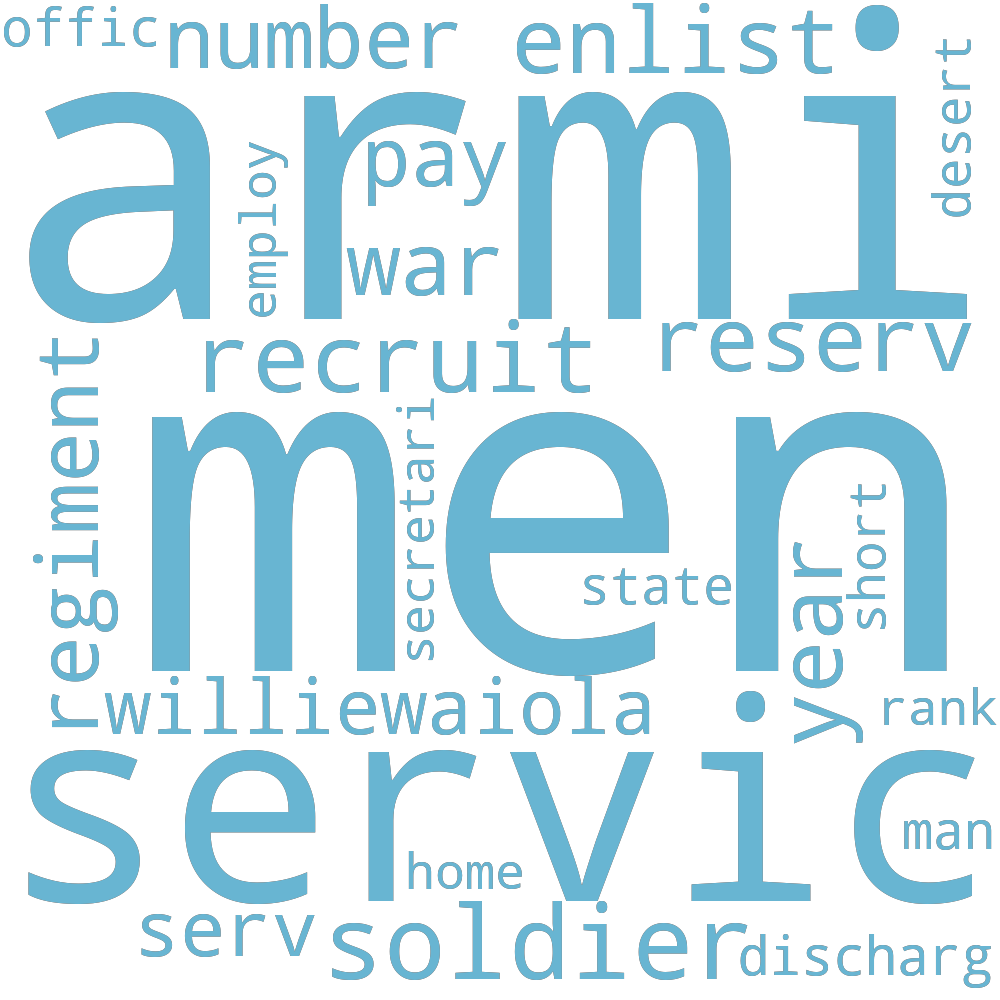 offic
number
enlist
armi
desert
employ
pay
war
recruit
reserv
regiment
men
secretari
state
short
year
williewaiola
rank
servic
man
home
serv
soldier
discharg